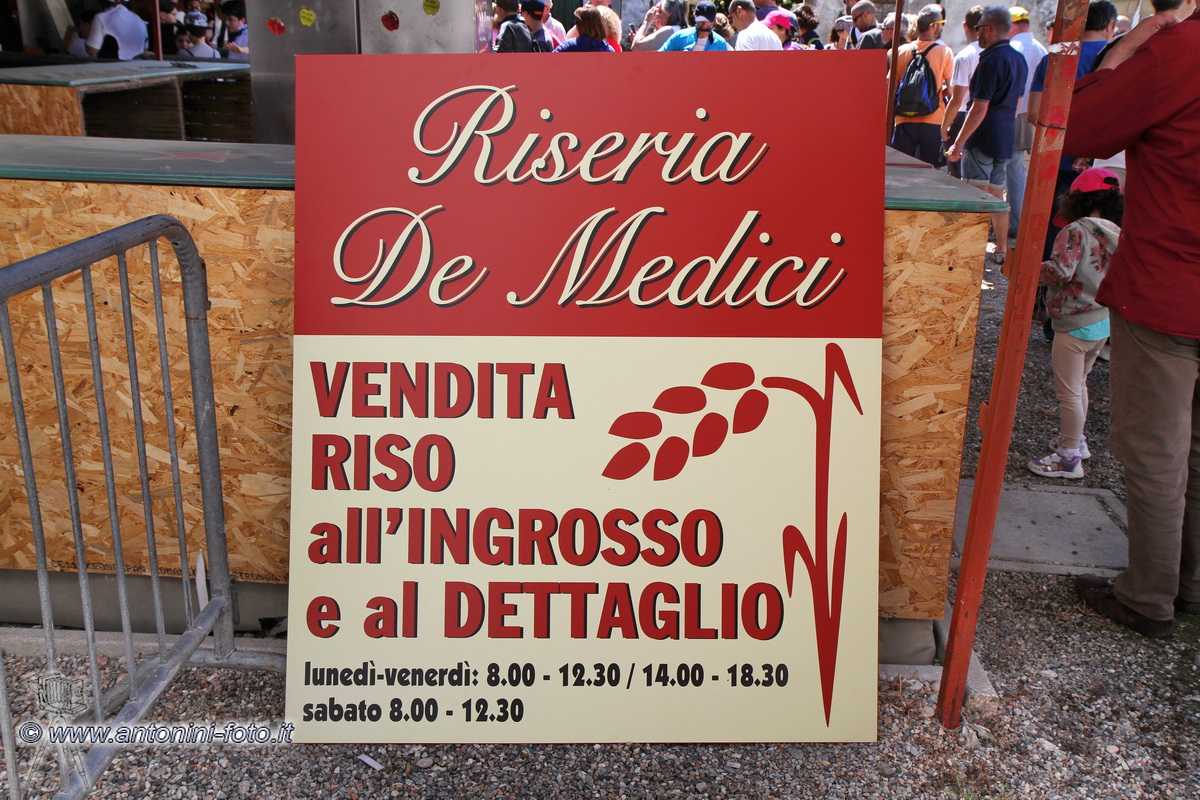 Riseria
De Medici
VENDITA
RISO
all'INGROSSO
e al DETTAGLIO
lunedì-venerdì: 8.00 - 12.30 / 14.00 - 18.30
sabato 8.00 - 12.30
© www.antonini-foto.it